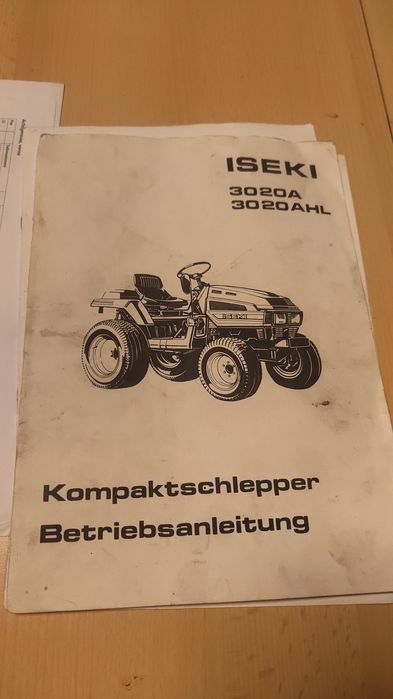 ISEKI
3020A
3020AHL
ISEKI
Kompaktschlepper
Betriebsanleitung